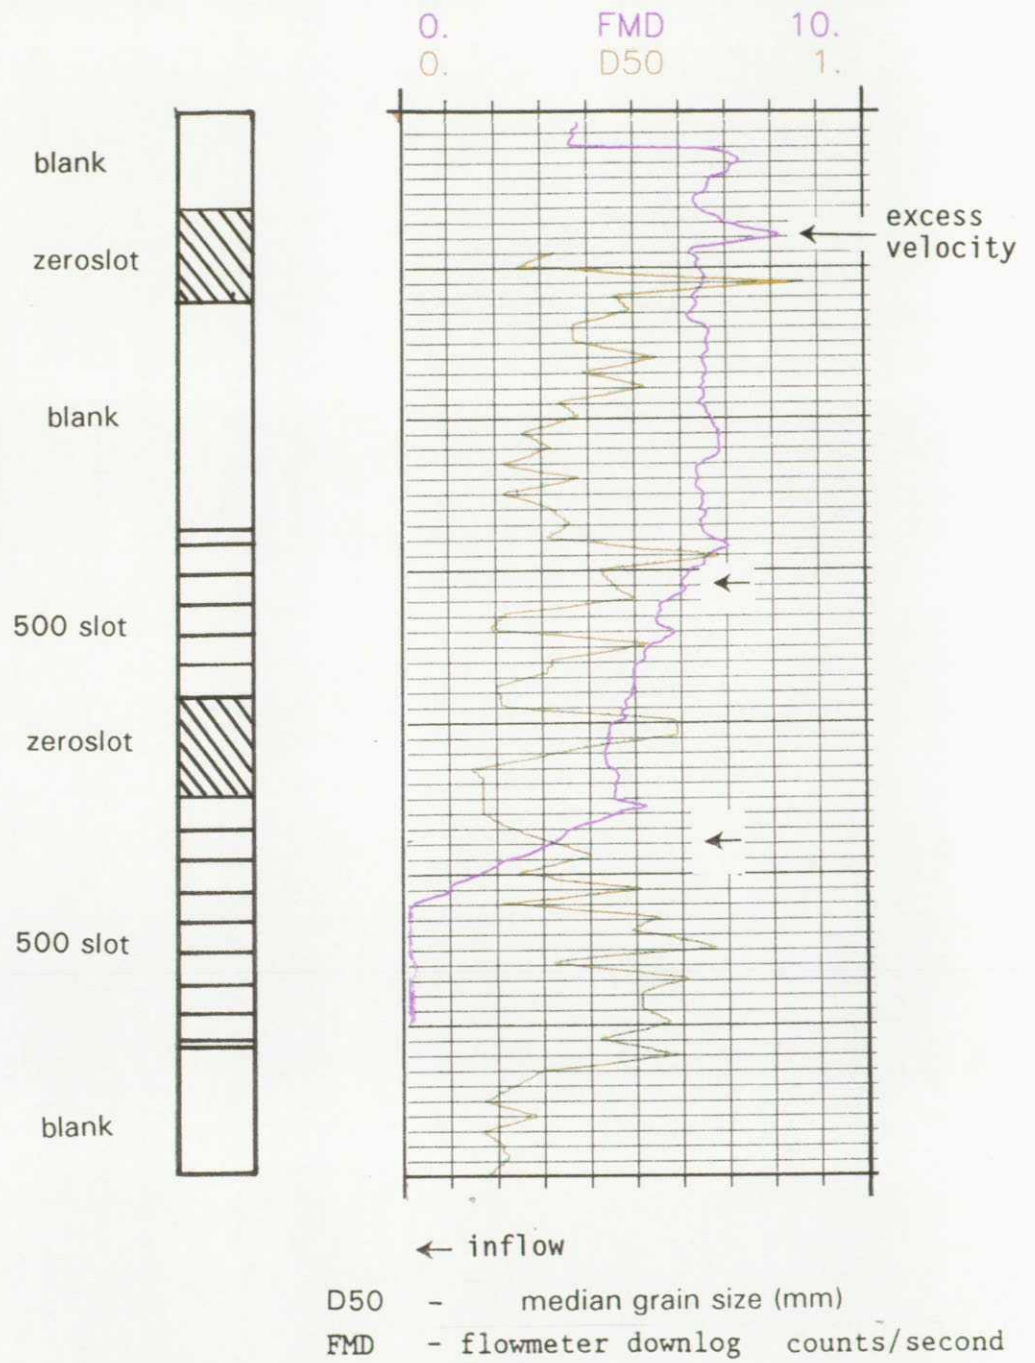 0. FMD 10.
0. D50 1.
blank
excess
velocity
zeroslot
blank
500 slot
zeroslot
500 slot
blank
← inflow
D50 - median grain size (mm)
FMD - flowmeter downlog counts/second